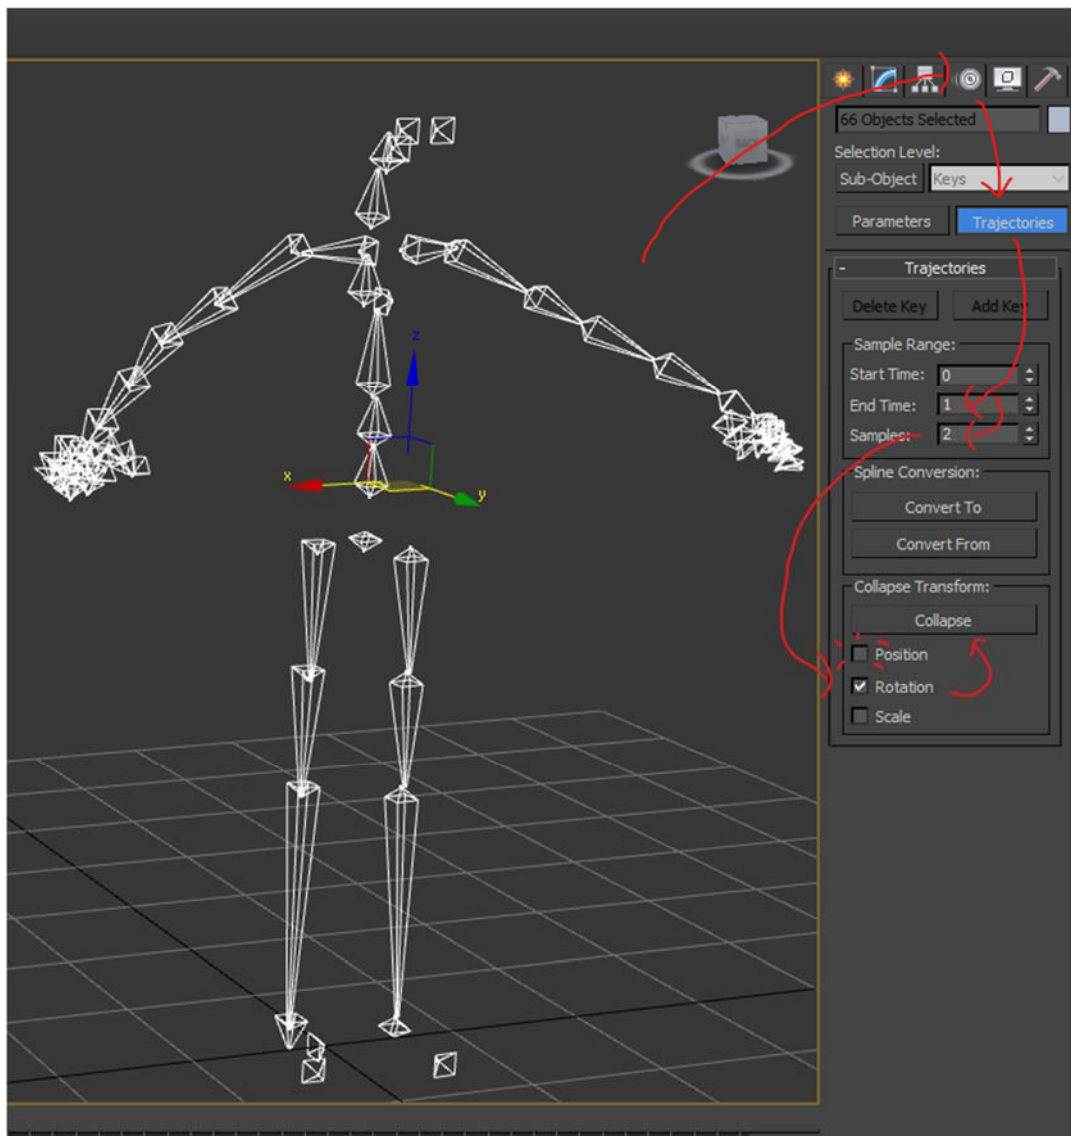 66 Objects Selected
BACK
Selection Level:
Sub-Object Keys
Parameters Trajectories
- Trajectories
Delete Key Add Key
Sample Range:
Start Time: 0
End Time: 1
Samples: 2
Spline Conversion:
Convert To
Convert From
Collapse Transform:
Collapse
Position
Rotation
Scale
z
x
y